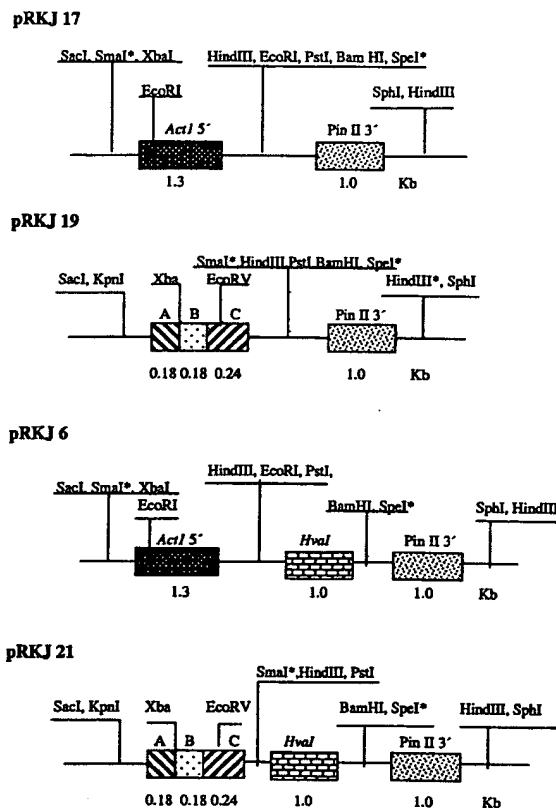 pRKJ 17
SacI, SmaI*, XbaI
HindIII, EcoRI, PstI, Bam HI, SpeI*
EcoRI
SphI, HindIII
Act1 5´
Pin II 3´
1.3
1.0
Kb
pRKJ 19
SmaI*,HindIII,PstI,BamHI, SpeI*
SacI, KpnI
Xba
EcoRV
HindIII*, SphI
A
B
C
Pin II 3´
0.18
0.18
0.24
1.0
Kb
pRKJ 6
HindIII, EcoRI, PstI,
SacI, SmaI*, XbaI
EcoRI
BamHI, SpeI*
SphI, HindIII
Act1 5´
HvaI
Pin II 3´
1.3
1.0
1.0
Kb
pRKJ 21
SmaI*,HindIII, PstI
SacI, KpnI
Xba
EcoRV
BamHI, SpeI*
HindIII, SphI
A
B
C
HvaI
Pin II 3´
0.18
0.18
0.24
1.0
1.0
Kb